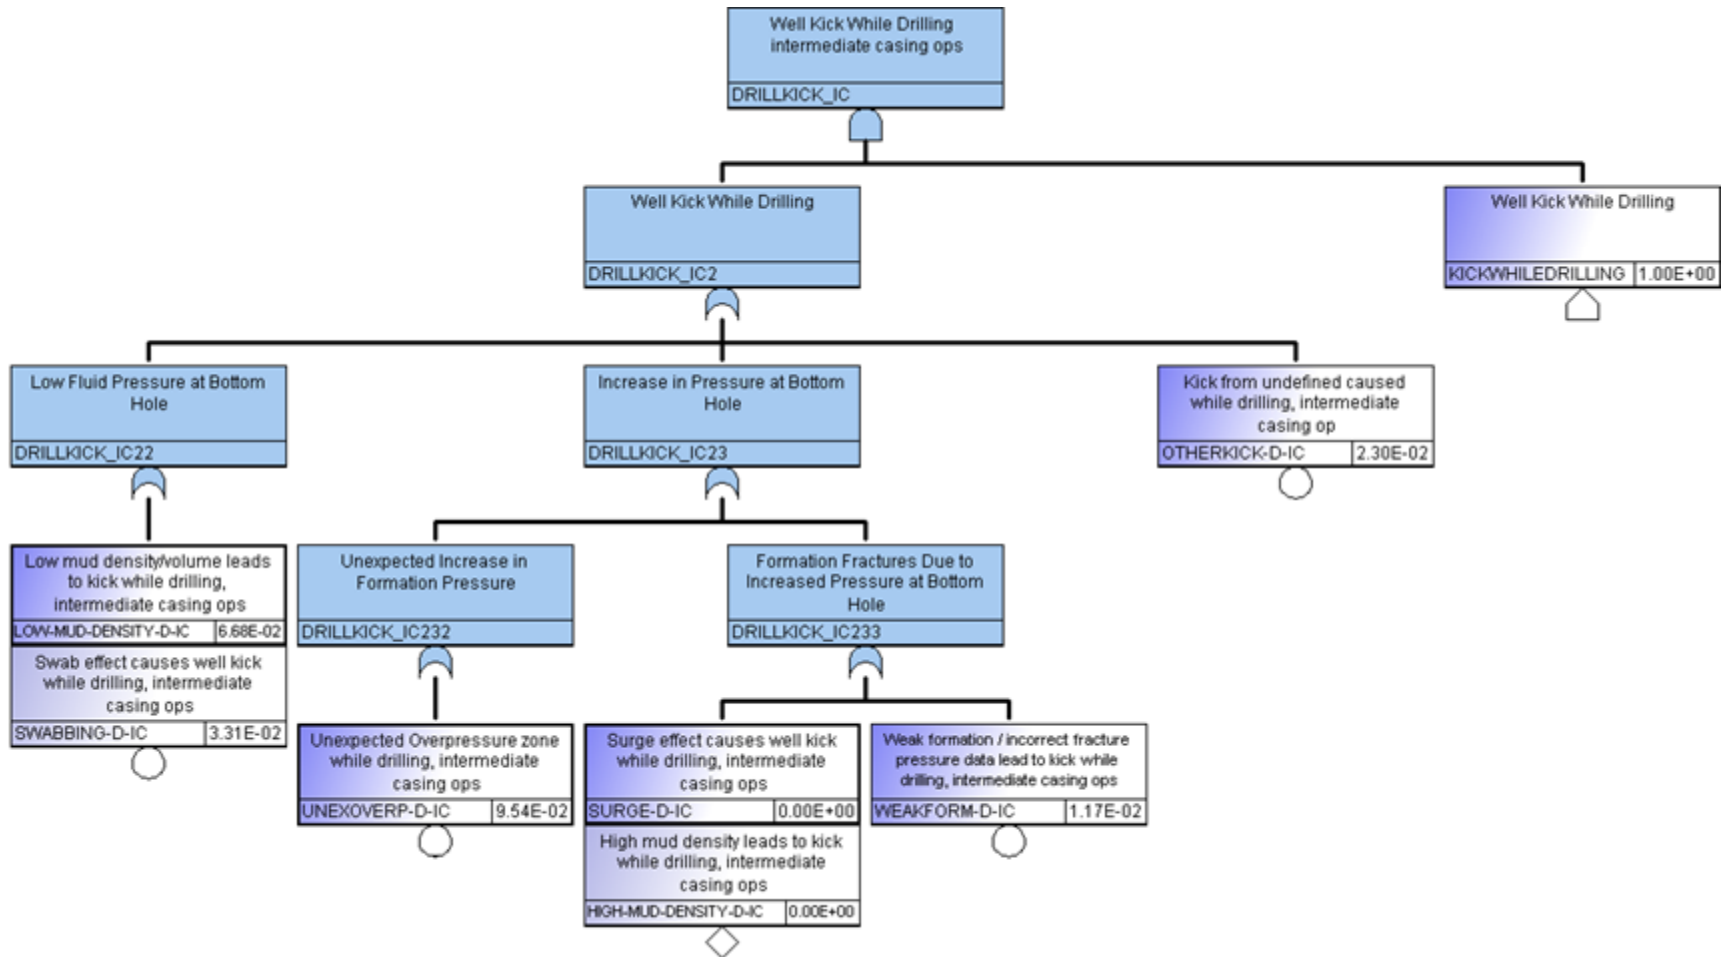 Well Kick While Drilling
intermediate casing ops
DRILLKICK_IC
Well Kick While Drilling
DRILLKICK_IC2
Well Kick While Drilling
KICKWHILEDRILLING 1.00E+00
Low Fluid Pressure at Bottom
Hole
DRILLKICK_IC22
Increase in Pressure at Bottom
Hole
DRILLKICK_IC23
Kick from undefined caused
while drilling, intermediate
casing op
OTHERKICK-D-IC 2.30E-02
Low mud density/volume leads
to kick while drilling,
intermediate casing ops
LOW-MUD-DENSITY-D-IC 6.68E-02
Swab effect causes well kick
while drilling, intermediate
casing ops
SWABBING-D-IC 3.31E-02
Unexpected Increase in
Formation Pressure
DRILLKICK_IC232
Formation Fractures Due to
Increased Pressure at Bottom
Hole
DRILLKICK_IC233
Unexpected Overpressure zone
while drilling, intermediate
casing ops
UNEXOVERP-D-IC 9.54E-02
Surge effect causes well kick
while drilling, intermediate
casing ops
SURGE-D-IC 0.00E+00
High mud density leads to kick
while drilling, intermediate
casing ops
HIGH-MUD-DENSITY-D-IC 0.00E+00
Weak formation / incorrect fracture
pressure data lead to kick while
drilling, intermediate casing ops
WEAKFORM-D-IC 1.17E-02